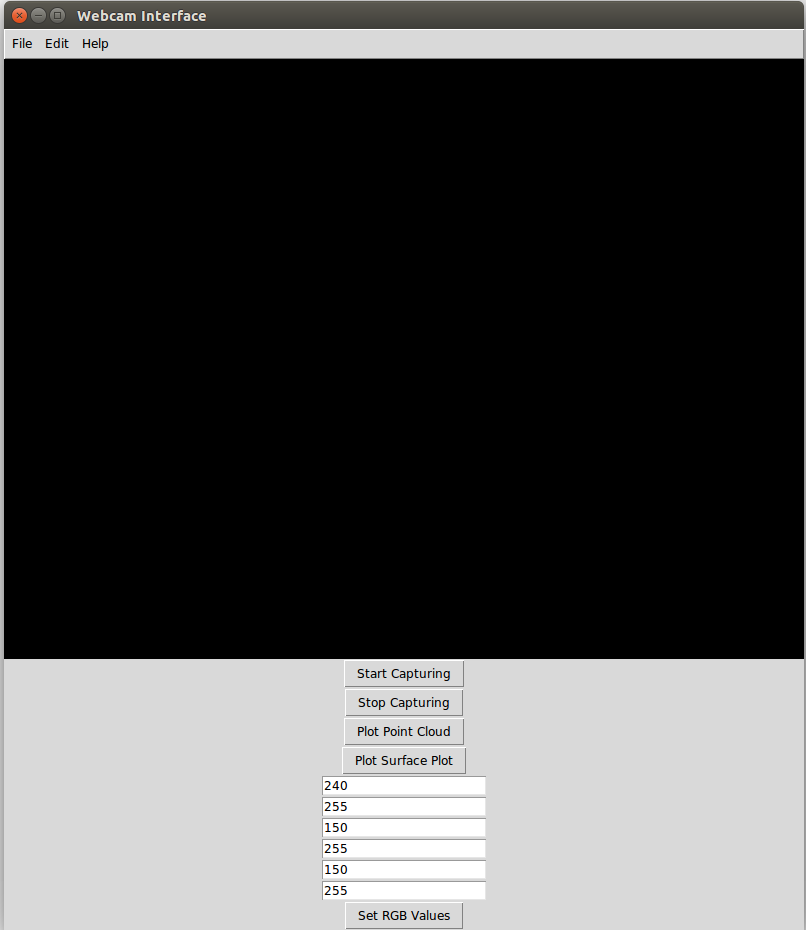 Webcam Interface
File Edit Help
Start Capturing
Stop Capturing
Plot Point Cloud
Plot Surface Plot
240
255
150
255
150
255
Set RGB Values